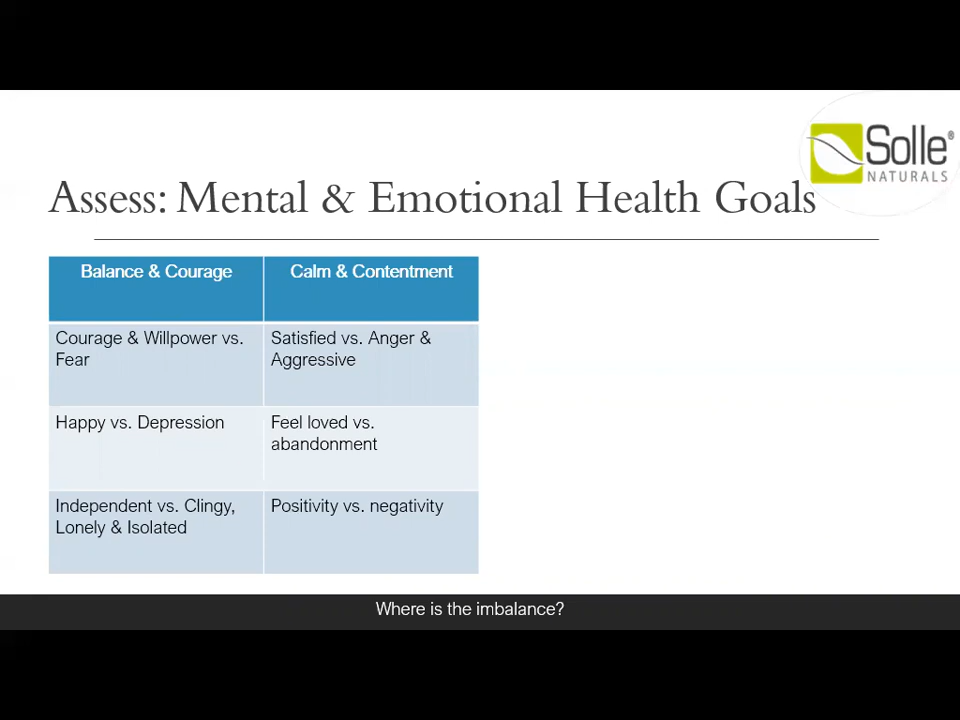 Solle®
NATURALS
Assess: Mental & Emotional Health Goals
Balance & Courage
Calm & Contentment
Courage & Willpower vs.
Fear
Satisfied vs. Anger &
Aggressive
Happy vs. Depression
Feel loved vs.
abandonment
Independent vs. Clingy,
Lonely & Isolated
Positivity vs. negativity
Where is the imbalance?